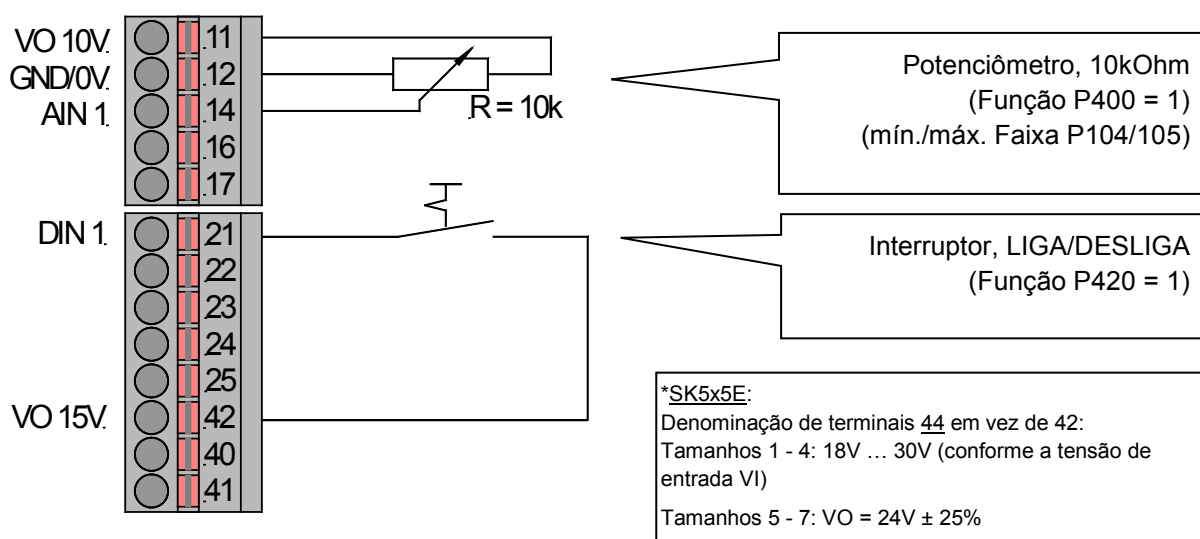 VO 10V.
.11
GND/0V.
.12
AIN 1.
.14
.16
.17
R = 10k
Potenciômetro, 10kOhm
(Função P400 = 1)
(mín./máx. Faixa P104/105)
DIN 1.
.21
.22
.23
.24
.25
VO 15V.
.42
.40
.41
Interruptor, LIGA/DESLIGA
(Função P420 = 1)
*SK5x5E:
Denominação de terminais 44 em vez de 42:
Tamanhos 1 - 4: 18V … 30V (conforme a tensão de
entrada VI)
Tamanhos 5 - 7: VO = 24V ± 25%